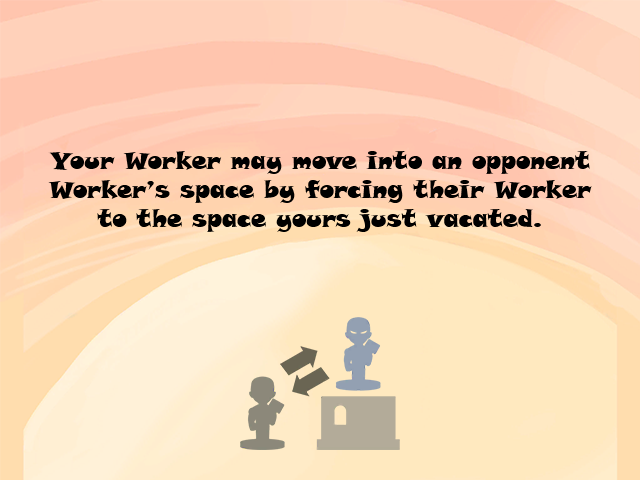 Your Worker may move into an opponent
Worker’s space by forcing their Worker
to the space yours just vacated.